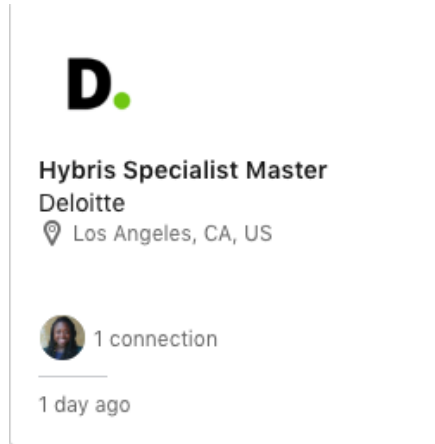 D.
Hybris Specialist Master
Deloitte
Los Angeles, CA, US
1 connection
1 day ago